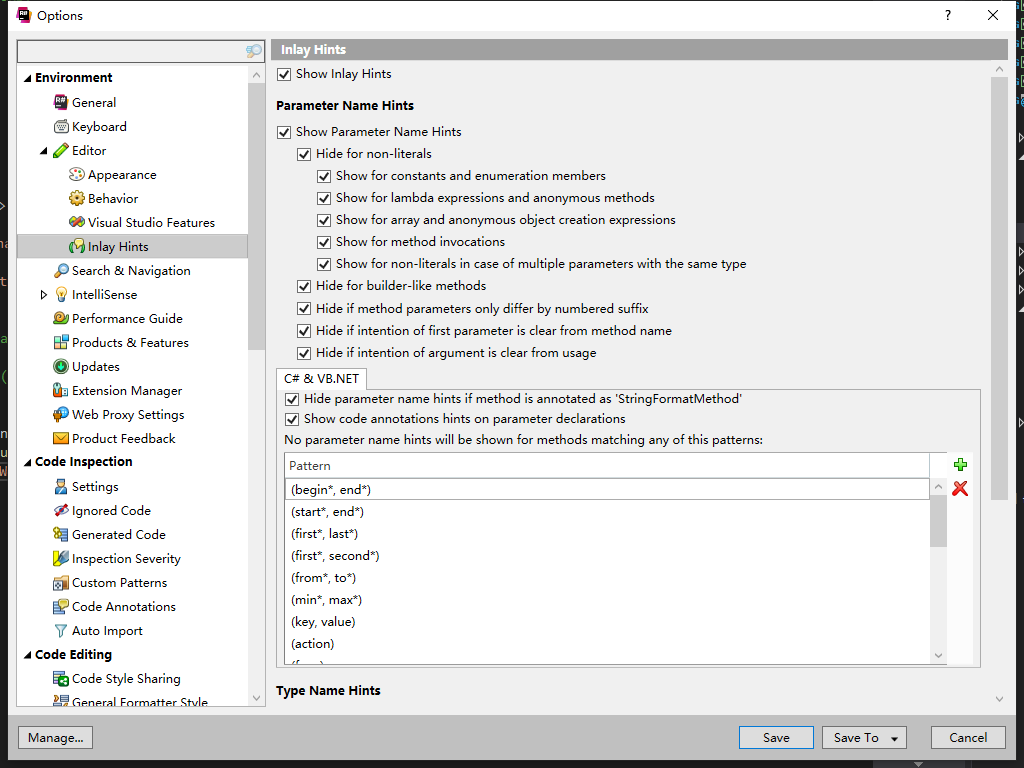 Options
Inlay Hints
Environment
General
Keyboard
Editor
Appearance
Behavior
Visual Studio Features
Inlay Hints
Search & Navigation
IntelliSense
Performance Guide
Products & Features
Updates
Extension Manager
Web Proxy Settings
Product Feedback
Code Inspection
Settings
Ignored Code
Generated Code
Inspection Severity
Custom Patterns
Code Annotations
Auto Import
Code Editing
Code Style Sharing
General Formatter Style
Show Inlay Hints
Parameter Name Hints
Show Parameter Name Hints
Hide for non-literals
Show for constants and enumeration members
Show for lambda expressions and anonymous methods
Show for array and anonymous object creation expressions
Show for method invocations
Show for non-literals in case of multiple parameters with the same type
Hide for builder-like methods
Hide if method parameters only differ by numbered suffix
Hide if intention of first parameter is clear from method name
Hide if intention of argument is clear from usage
C# & VB.NET
Hide parameter name hints if method is annotated as 'StringFormatMethod'
Show code annotations hints on parameter declarations
No parameter name hints will be shown for methods matching any of this patterns:
Pattern
(begin*, end*)
(start*, end*)
(first*, last*)
(first*, second*)
(from*, to*)
(min*, max*)
(key, value)
(action)
Type Name Hints
Manage...
Save
Save To
Cancel